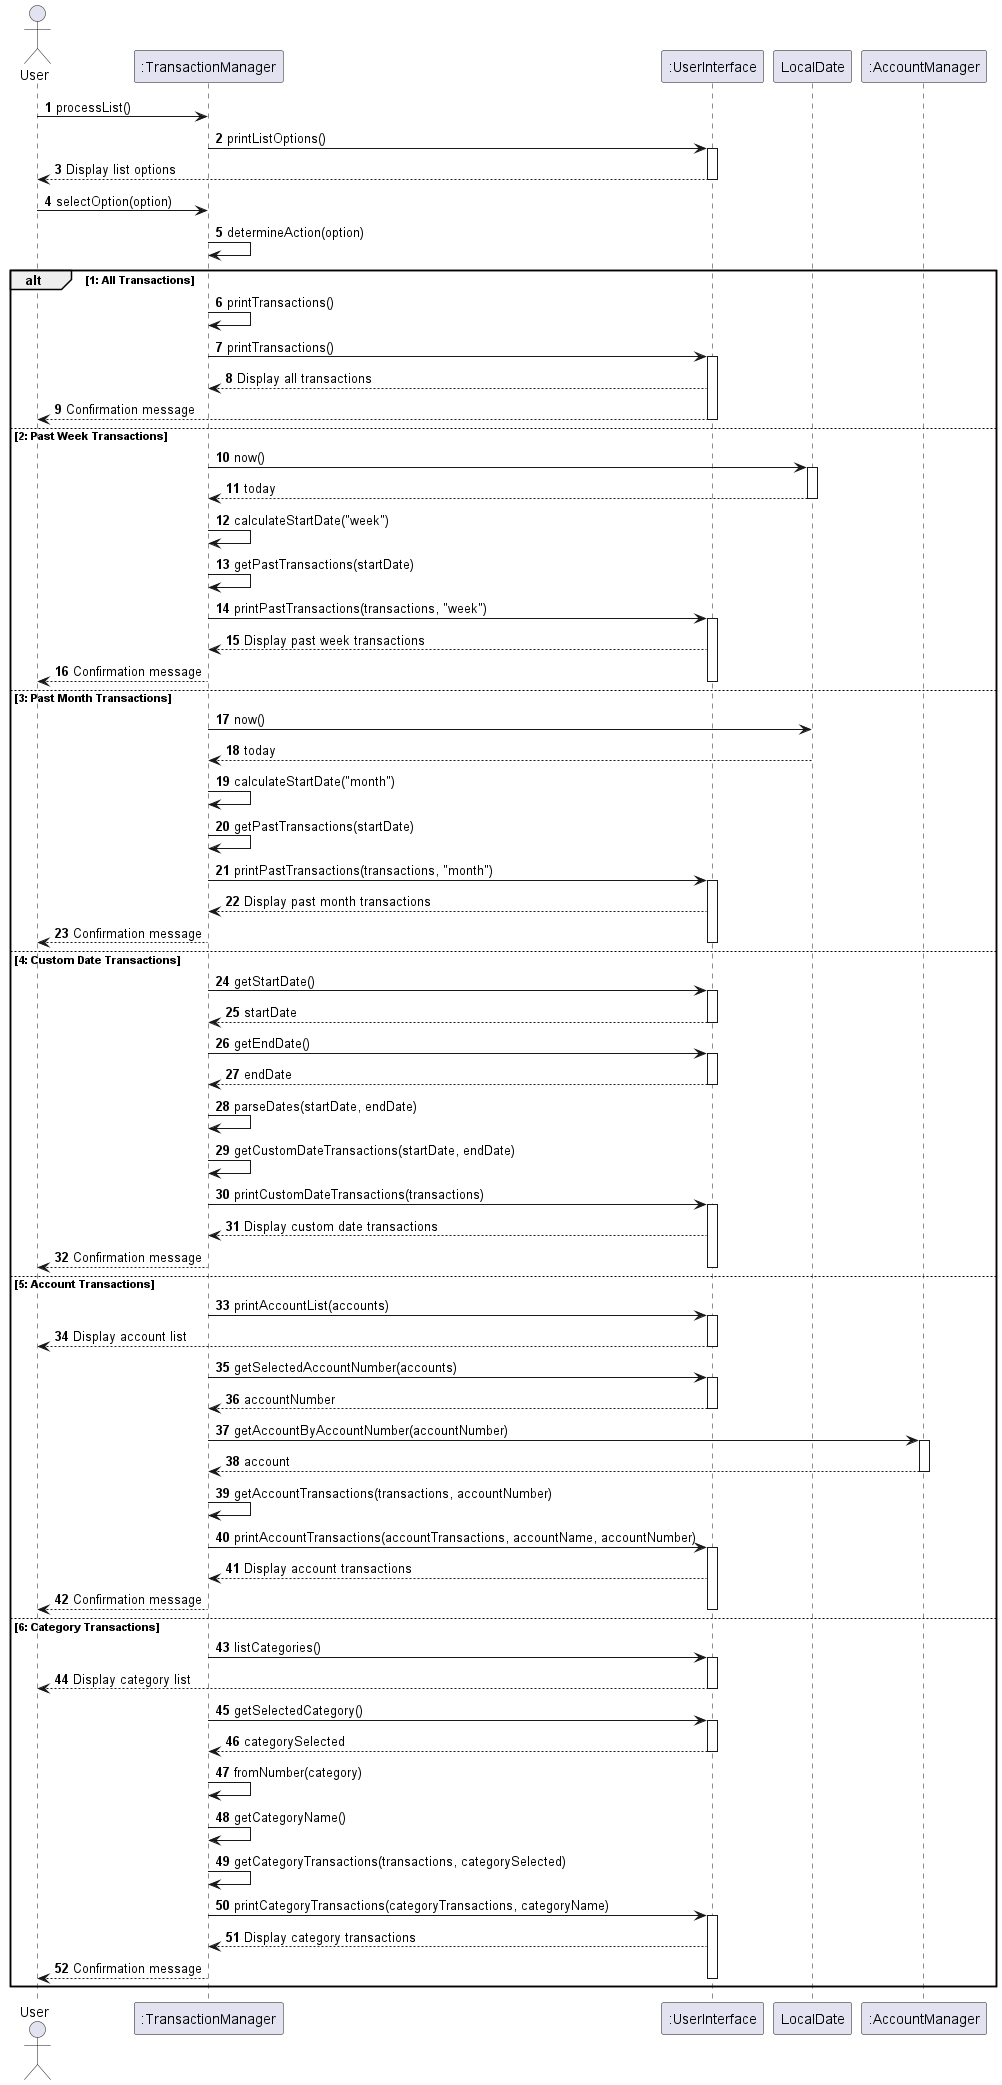 User
:TransactionManager
:UserInterface
LocalDate
:AccountManager
1 processList()
2 printListOptions()
3 Display list options
4 selectOption(option)
5 determineAction(option)
alt [1: All Transactions]
6 printTransactions()
7 printTransactions()
8 Display all transactions
9 Confirmation message
[2: Past Week Transactions]
10 now()
11 today
12 calculateStartDate("week")
13 getPastTransactions(startDate)
14 printPastTransactions(transactions, "week")
15 Display past week transactions
16 Confirmation message
[3: Past Month Transactions]
17 now()
18 today
19 calculateStartDate("month")
20 getPastTransactions(startDate)
21 printPastTransactions(transactions, "month")
22 Display past month transactions
23 Confirmation message
[4: Custom Date Transactions]
24 getStartDate()
25 startDate
26 getEndDate()
27 endDate
28 parseDates(startDate, endDate)
29 getCustomDateTransactions(startDate, endDate)
30 printCustomDateTransactions(transactions)
31 Display custom date transactions
32 Confirmation message
[5: Account Transactions]
33 printAccountList(accounts)
34 Display account list
35 getSelectedAccountNumber(accounts)
36 accountNumber
37 getAccountByAccountNumber(accountNumber)
38 account
39 getAccountTransactions(transactions, accountNumber)
40 printAccountTransactions(accountTransactions, accountName, accountNumber)
41 Display account transactions
42 Confirmation message
[6: Category Transactions]
43 listCategories()
44 Display category list
45 getSelectedCategory()
46 categorySelected
47 fromNumber(category)
48 getCategoryName()
49 getCategoryTransactions(transactions, categorySelected)
50 printCategoryTransactions(categoryTransactions, categoryName)
51 Display category transactions
52 Confirmation message
User
:TransactionManager
:UserInterface
LocalDate
:AccountManager